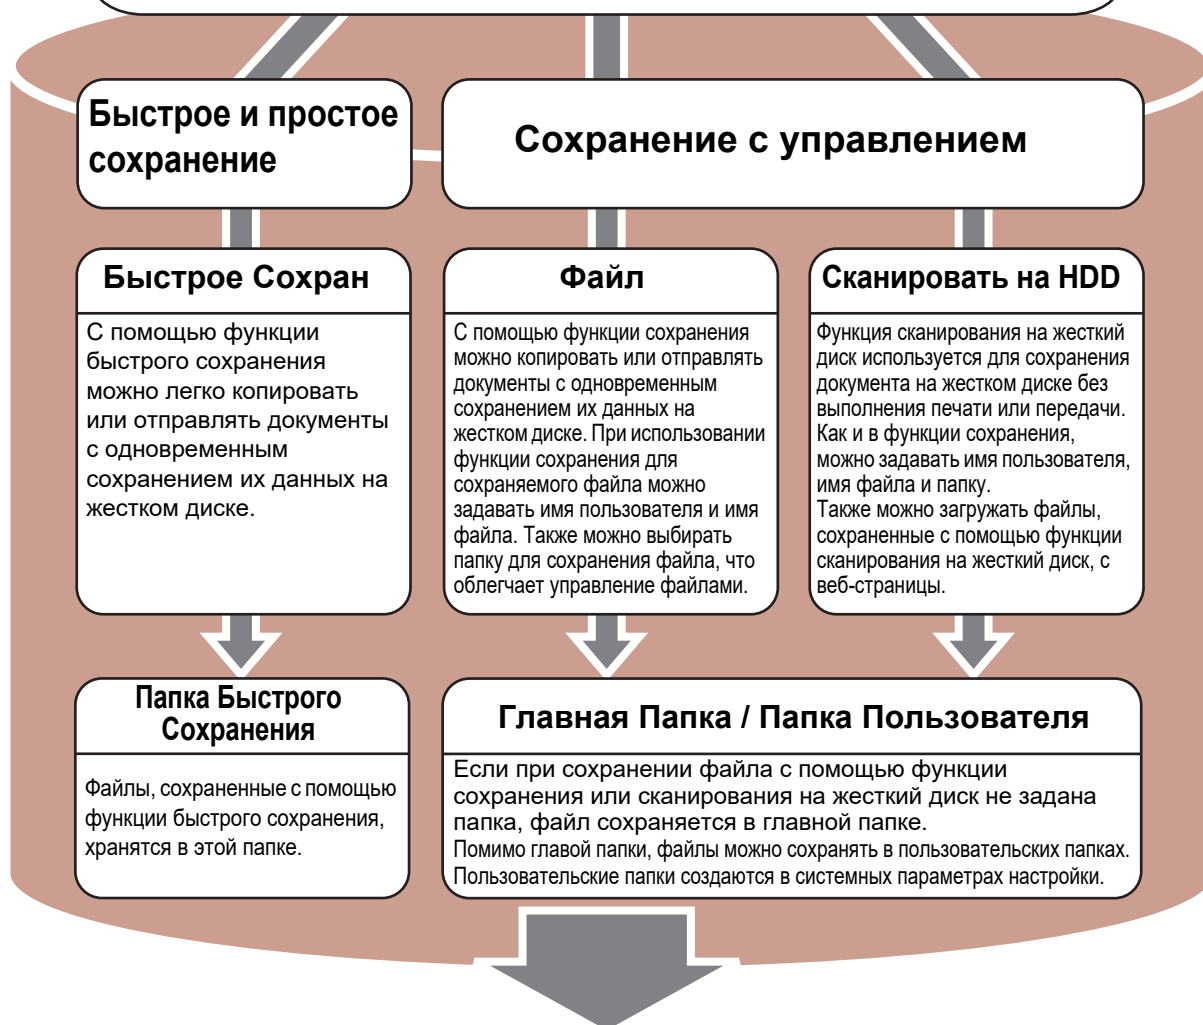 Быстрое и простое
сохранение
Сохранение с управлением
Быстрое Сохран
С помощью функции
быстрого сохранения
можно легко копировать
или отправлять документы
с одновременным
сохранением их данных на
жестком диске.
Файл
С помощью функции сохранения
можно копировать или отправлять
документы с одновременным
сохранением их данных на
жестком диске. При использовании
функции сохранения для
сохраняемого файла можно
задавать имя пользователя и имя
файла. Также можно выбирать
папку для сохранения файла, что
облегчает управление файлами.
Сканировать на HDD
Функция сканирования на жесткий
диск используется для сохранения
документа на жестком диске без
выполнения печати или передачи.
Как и в функции сохранения,
можно задавать имя пользователя,
имя файла и папку.
Также можно загружать файлы,
сохраненные с помощью функции
сканирования на жесткий диск, с
веб-страницы.
Папка Быстрого
Сохранения
Файлы, сохраненные с помощью
функции быстрого сохранения,
хранятся в этой папке.
Главная Папка / Папка Пользователя
Если при сохранении файла с помощью функции
сохранения или сканирования на жесткий диск не задана
папка, файл сохраняется в главной папке.
Помимо главой папки, файлы можно сохранять в пользовательских папках.
Пользовательские папки создаются в системных параметрах настройки.